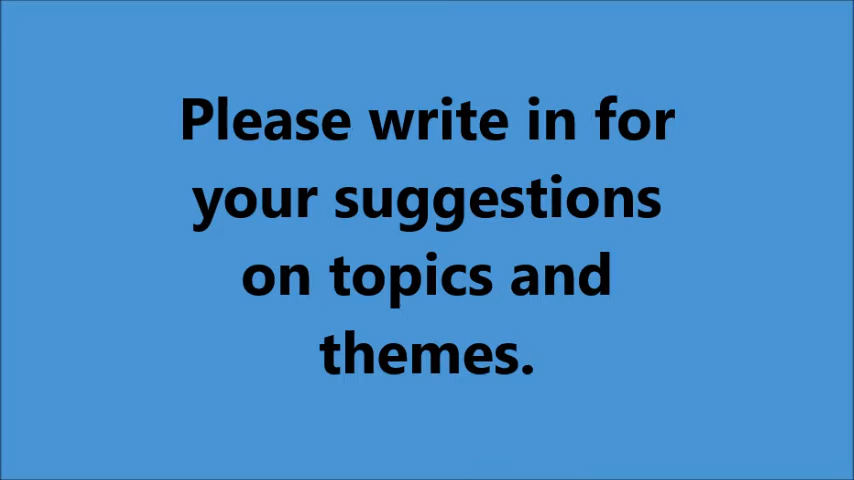 Please write in for
your suggestions
on topics and
themes.